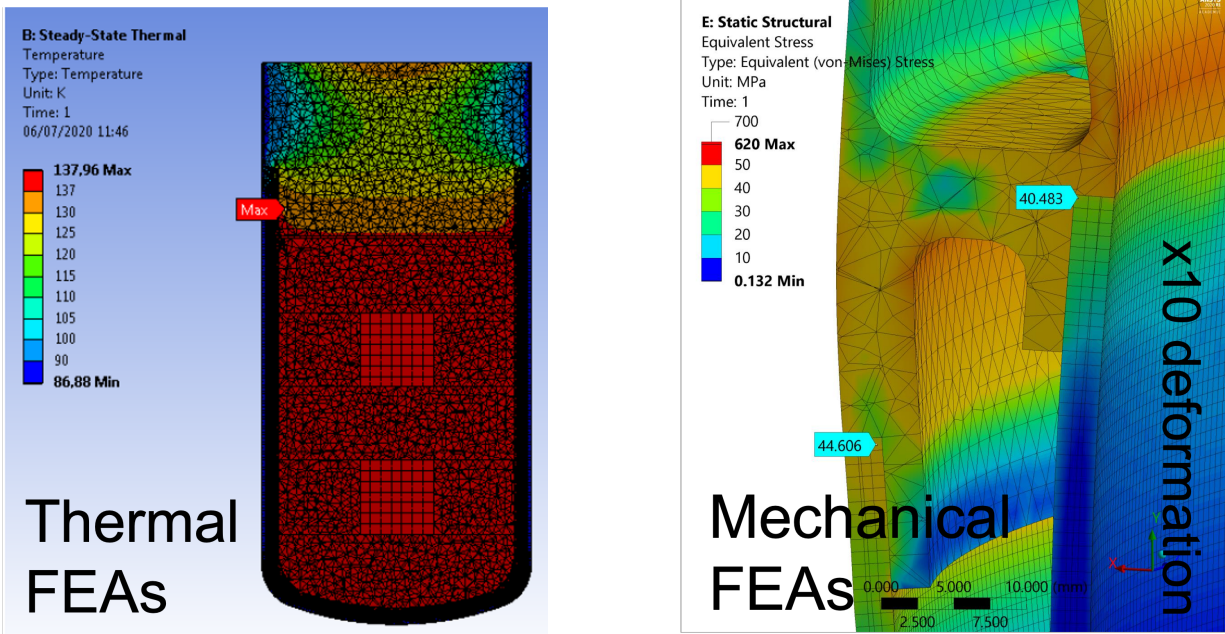 B: Steady-State Thermal
Temperature
Type: Temperature
Unit: K
Time: 1
06/07/2020 11:46
137,96 Max
137
130
125
120
115
110
105
100
90
86,88 Min
Max
Thermal
FEAs
E: Static Structural
Equivalent Stress
Type: Equivalent (von-Mises) Stress
Unit: MPa
Time: 1
700
620 Max
50
40
30
20
10
0.132 Min
40.483
44.606
x10 deformation
Mechanical
FEAs
Y
X
0.000 5.000 10.000 (mm)
2.500 7.500